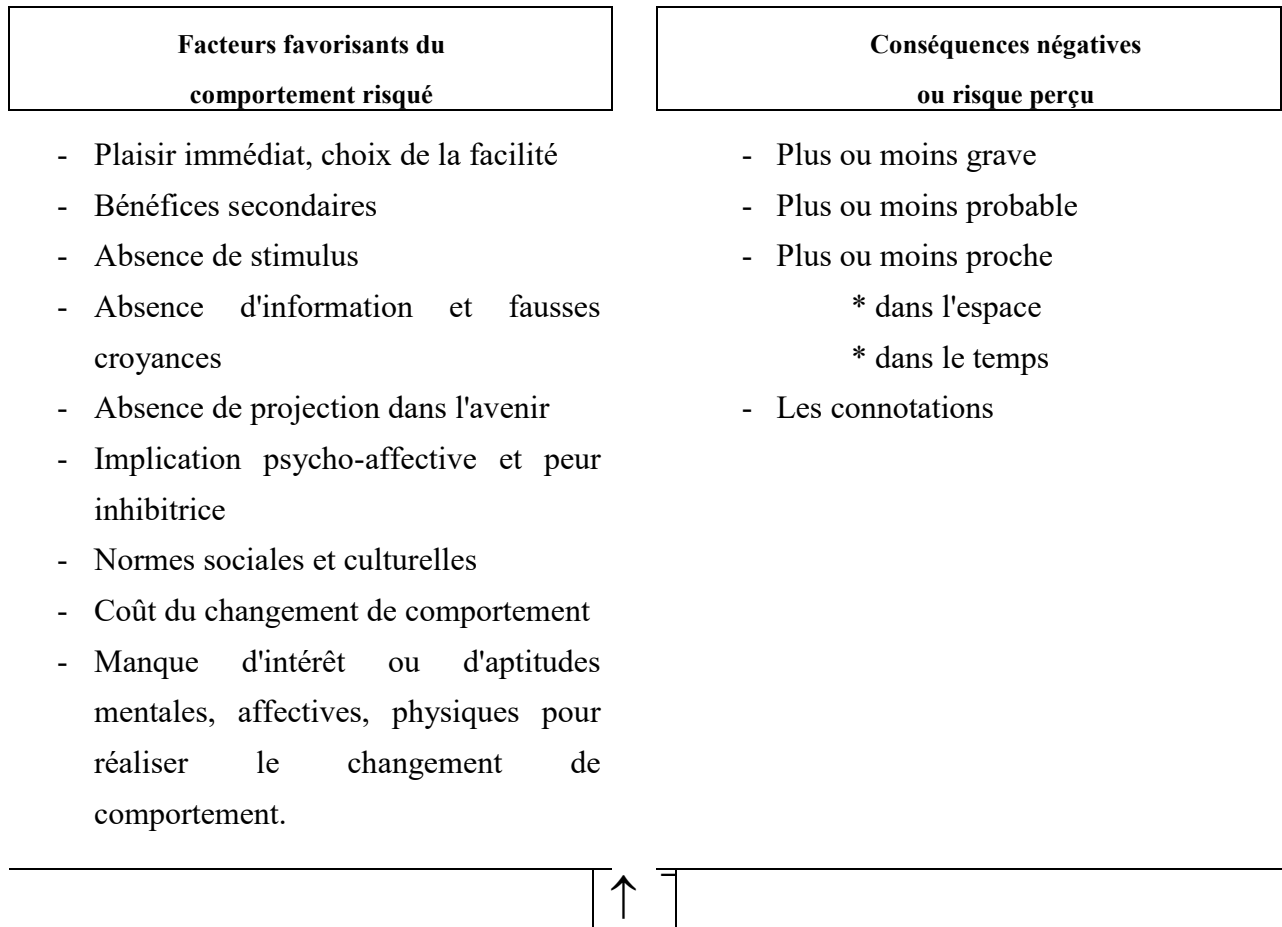 Facteurs favorisants du
comportement risqué
- Plaisir immédiat, choix de la facilité
- Bénéfices secondaires
- Absence de stimulus
- Absence d'information et fausses
croyances
- Absence de projection dans l'avenir
- Implication psycho-affective et peur
inhibitrice
- Normes sociales et culturelles
- Coût du changement de comportement
- Manque d'intérêt ou d'aptitudes
mentales, affectives, physiques pour
réaliser le changement de
comportement.
Conséquences négatives
ou risque perçu
- Plus ou moins grave
- Plus ou moins probable
- Plus ou moins proche
* dans l'espace
* dans le temps
- Les connotations
↑